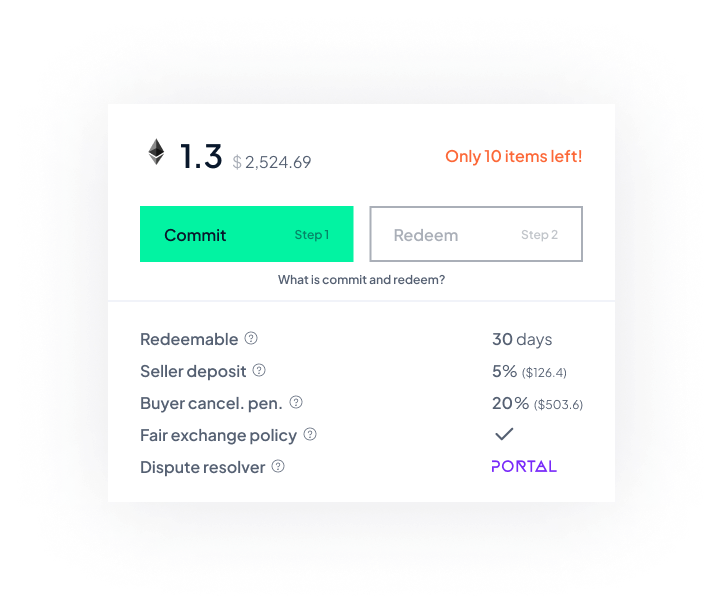 1.3 $ 2,524.69 Only 10 items left!
Commit Step 1 Redeem Step 2
What is commit and redeem?
Redeemable ? 30 days
Seller deposit ? 5% ($126.4)
Buyer cancel. pen. ? 20% ($503.6)
Fair exchange policy ?
Dispute resolver ? PORTAL